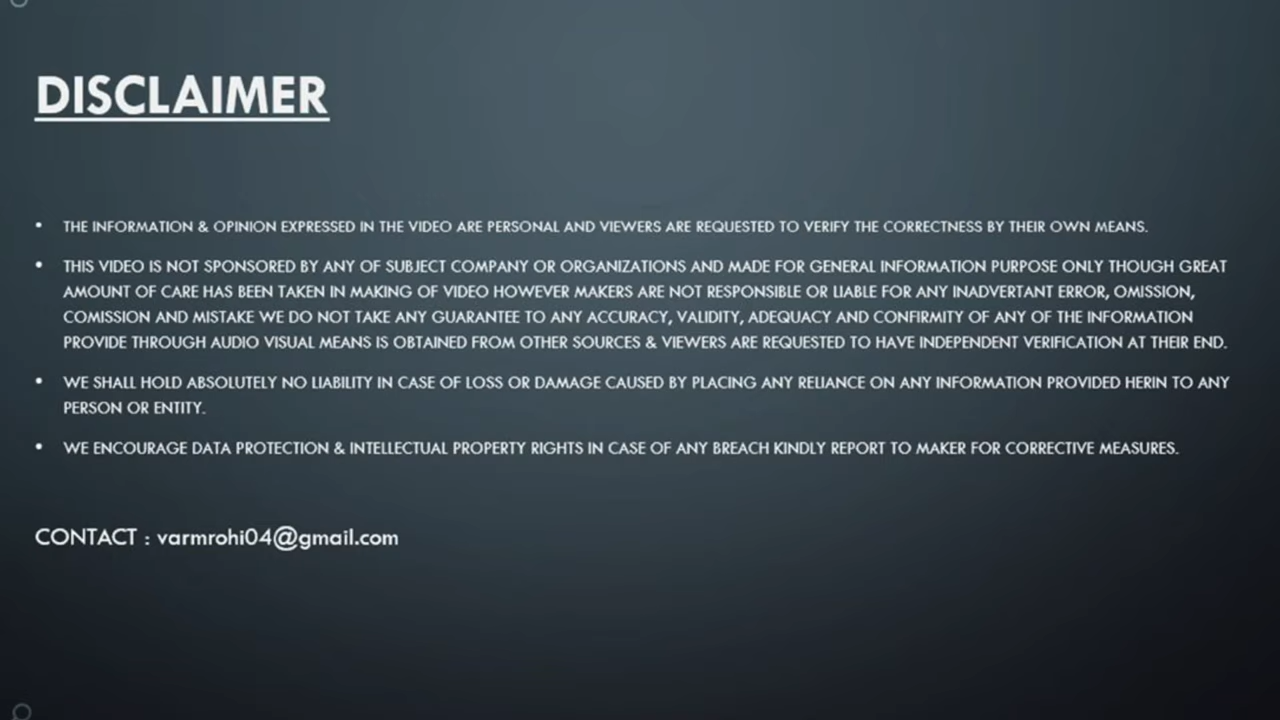 DISCLAIMER
• THE INFORMATION & OPINION EXPRESSED IN THE VIDEO ARE PERSONAL AND VIEWERS ARE REQUESTED TO VERIFY THE CORRECTNESS BY THEIR OWN MEANS.
• THIS VIDEO IS NOT SPONSORED BY ANY OF SUBJECT COMPANY OR ORGANIZATIONS AND MADE FOR GENERAL INFORMATION PURPOSE ONLY THOUGH GREAT
AMOUNT OF CARE HAS BEEN TAKEN IN MAKING OF VIDEO HOWEVER MAKERS ARE NOT RESPONSIBLE OR LIABLE FOR ANY INADVERTANT ERROR, OMISSION,
COMISSION AND MISTAKE WE DO NOT TAKE ANY GUARANTEE TO ANY ACCURACY, VALIDITY, ADEQUACY AND CONFIRMITY OF ANY OF THE INFORMATION
PROVIDE THROUGH AUDIO VISUAL MEANS IS OBTAINED FROM OTHER SOURCES & VIEWERS ARE REQUESTED TO HAVE INDEPENDENT VERIFICATION AT THEIR END.
• WE SHALL HOLD ABSOLUTELY NO LIABILITY IN CASE OF LOSS OR DAMAGE CAUSED BY PLACING ANY RELIANCE ON ANY INFORMATION PROVIDED HERIN TO ANY
PERSON OR ENTITY.
• WE ENCOURAGE DATA PROTECTION & INTELLECTUAL PROPERTY RIGHTS IN CASE OF ANY BREACH KINDLY REPORT TO MAKER FOR CORRECTIVE MEASURES.
CONTACT : varmrohi04@gmail.com